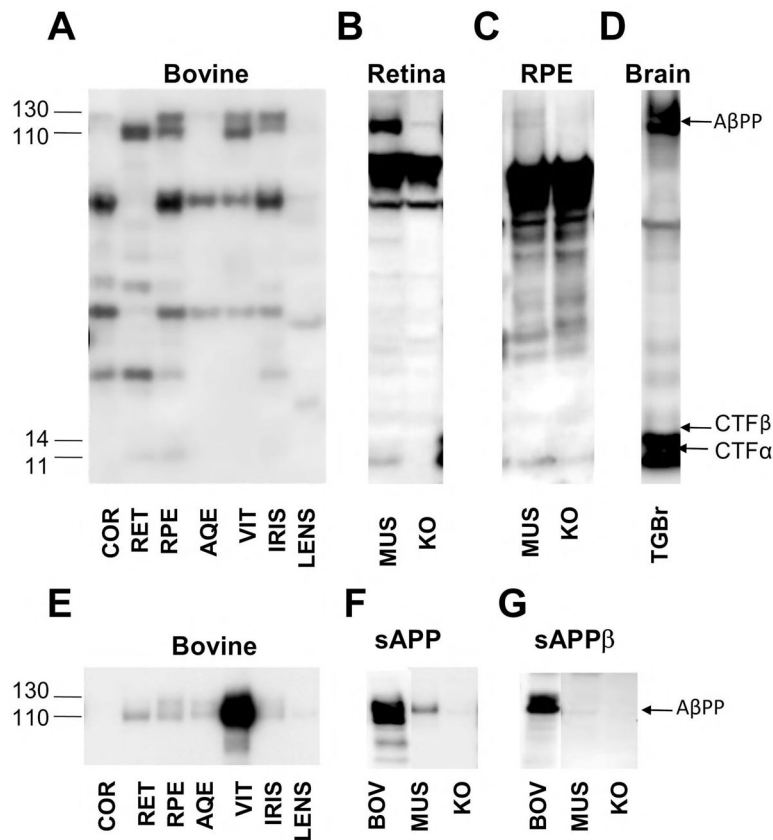 A B C D
Bovine Retina RPE Brain
130
110
AβPP
14
11
CTFβ
CTFα
COR RET RPE AQE VIT IRIS LENS MUS KO MUS KO TGBr
E F G
Bovine sAPP sAPPβ
130
110
AβPP
COR RET RPE AQE VIT IRIS LENS BOV MUS KO BOV MUS KO